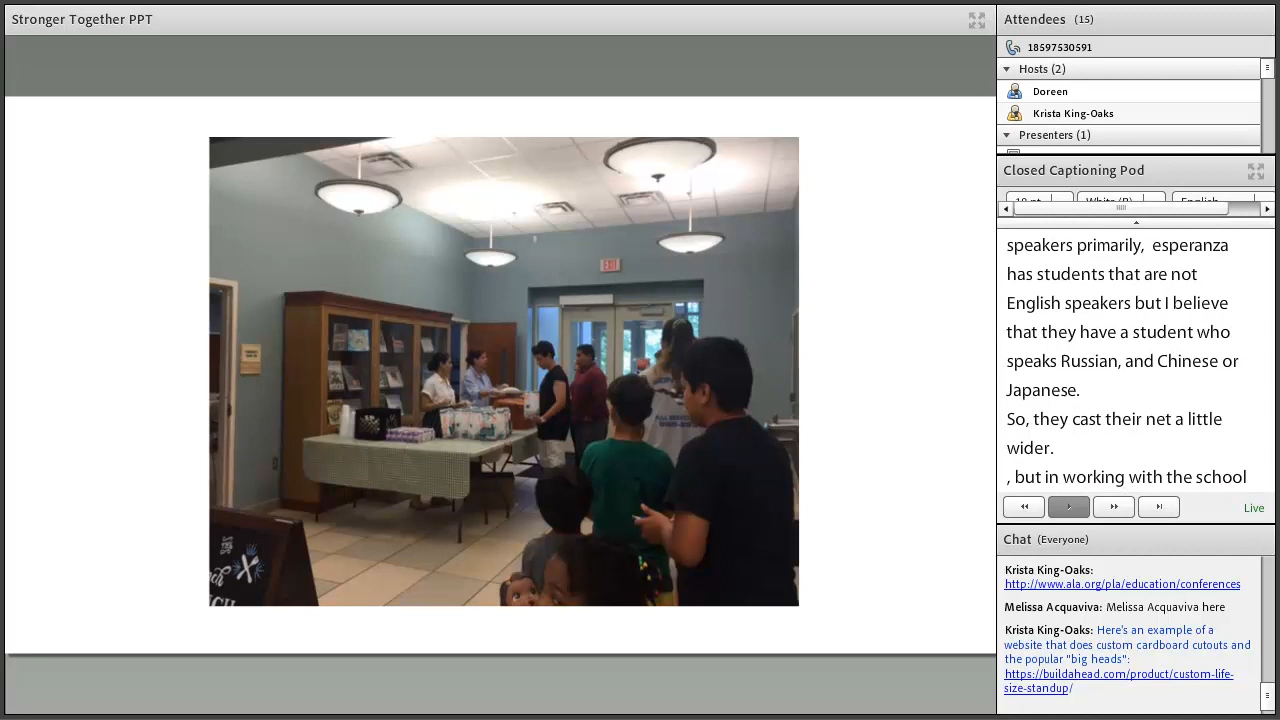 Stronger Together PPT
EXIT
Attendees (15)
18597530591
Hosts (2)
Doreen
Krista King-Oaks
Presenters (1)
Closed Captioning Pod
English
speakers primarily, esperanza
has students that are not
English speakers but I believe
that they have a student who
speaks Russian, and Chinese or
Japanese.
So, they cast their net a little
wider.
, but in working with the school
Live
Chat (Everyone)
Krista King-Oaks:
http://www.ala.org/pla/education/conferences
Melissa Acquaviva: Melissa Acquaviva here
Krista King-Oaks: Here's an example of a
website that does custom cardboard cutouts and
the popular "big heads":
https://buildahead.com/product/custom-life-
size-standup/